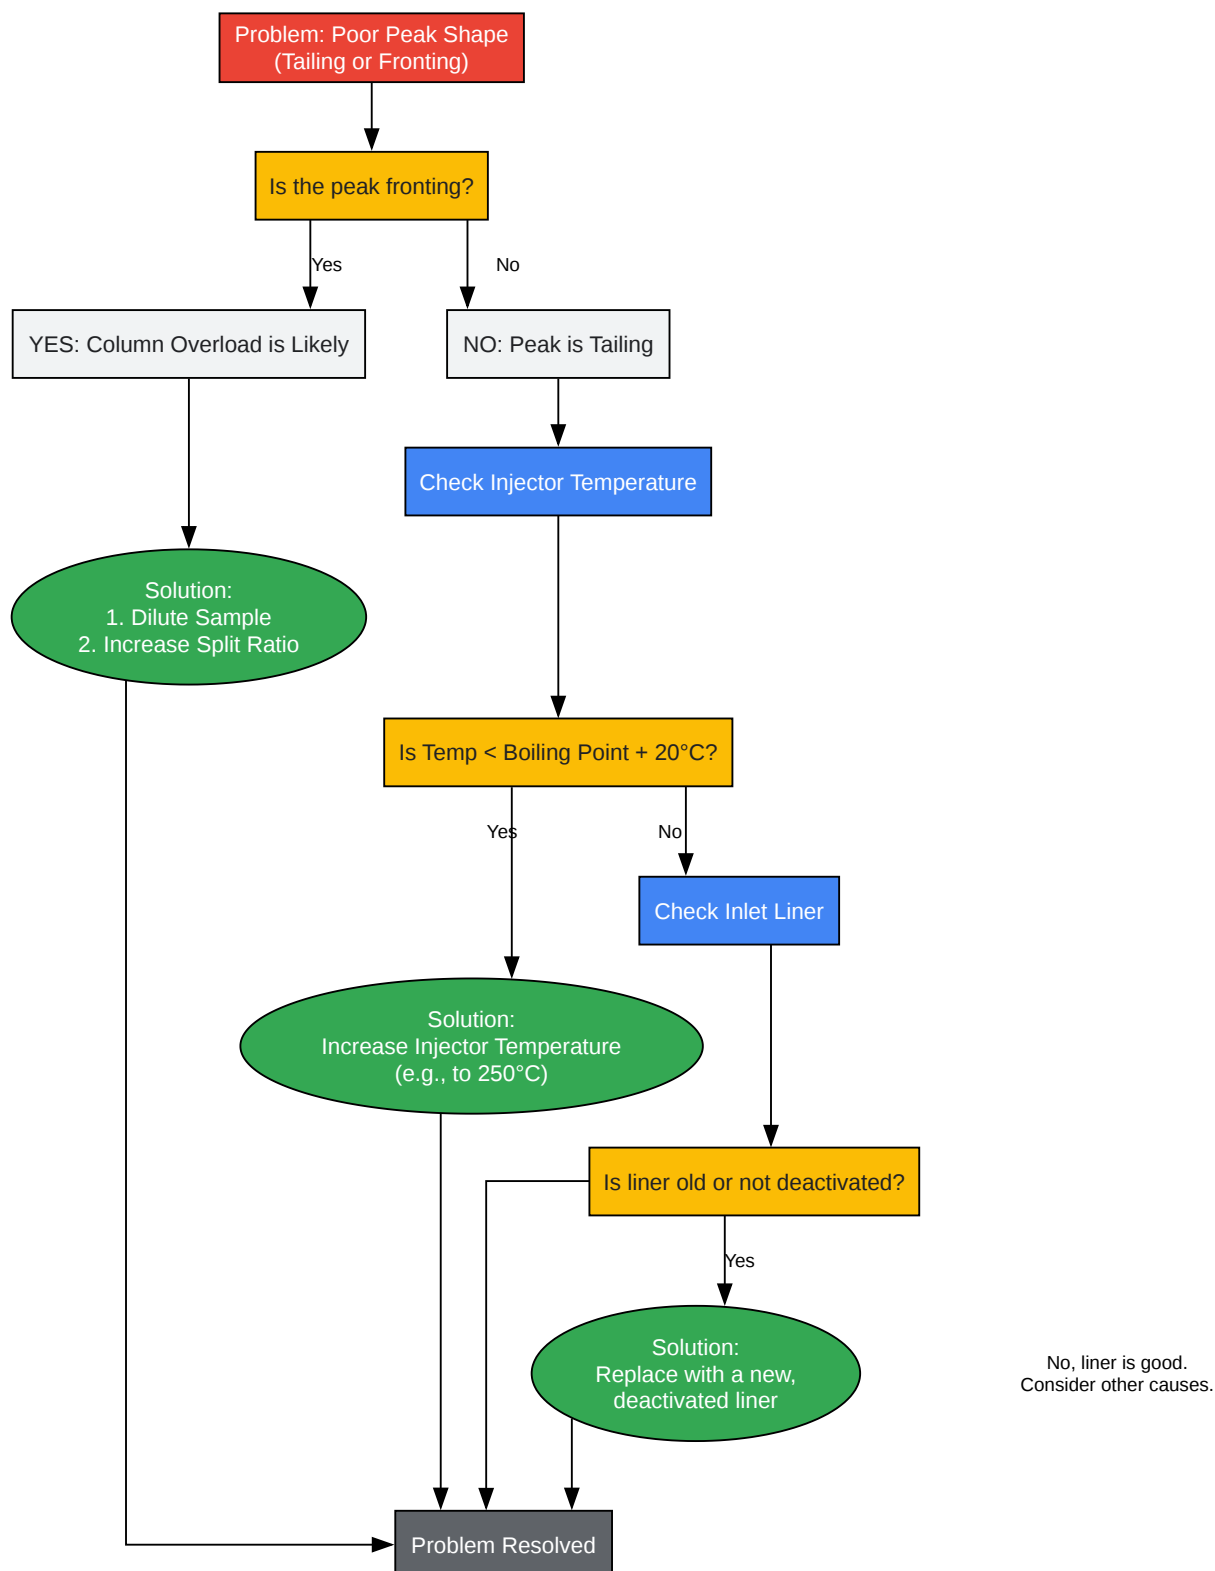 Problem: Poor Peak Shape
(Tailing or Fronting)
Is the peak fronting?
Yes
No
YES: Column Overload is Likely
NO: Peak is Tailing
Check Injector Temperature
Solution:
1. Dilute Sample
2. Increase Split Ratio
Is Temp < Boiling Point + 20°C?
Yes
No
Check Inlet Liner
Solution:
Increase Injector Temperature
(e.g., to 250°C)
Is liner old or not deactivated?
Yes
Solution:
Replace with a new,
deactivated liner
No, liner is good.
Consider other causes.
Problem Resolved